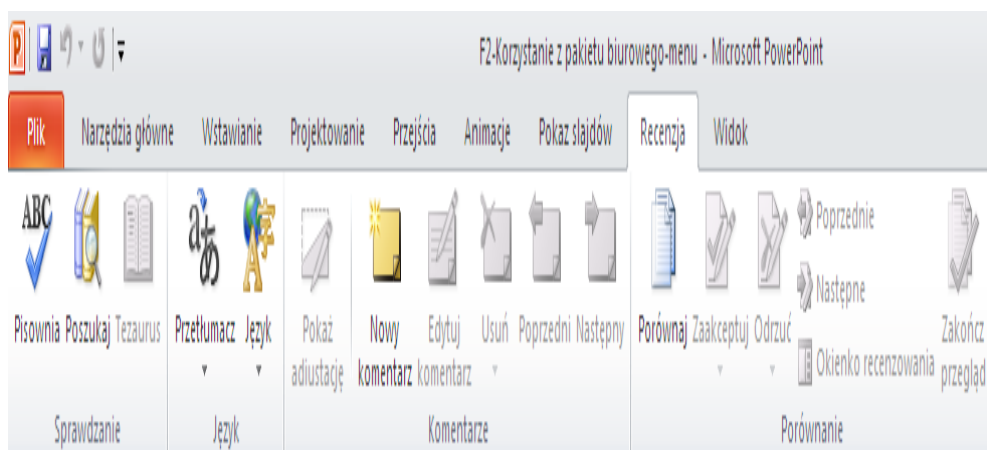 F2-Korzystanie z pakietu biurowego-menu - Microsoft PowerPoint
Plik Narzędzia główne Wstawianie Projektowanie Przejścia Animacje Pokaz slajdów Recenzja Widok
ABC
Pisownia Poszukaj Tezaurus Przetłumacz Język Pokaż adiustację Nowy komentarz Edytuj komentarz Usuń Poprzedni Następny Porównaj Zaakceptuj Odrzuć
Poprzednie
Następne
Okienko recenzowania
Zakończ przegląd
Sprawdzanie Język Komentarze Porównanie